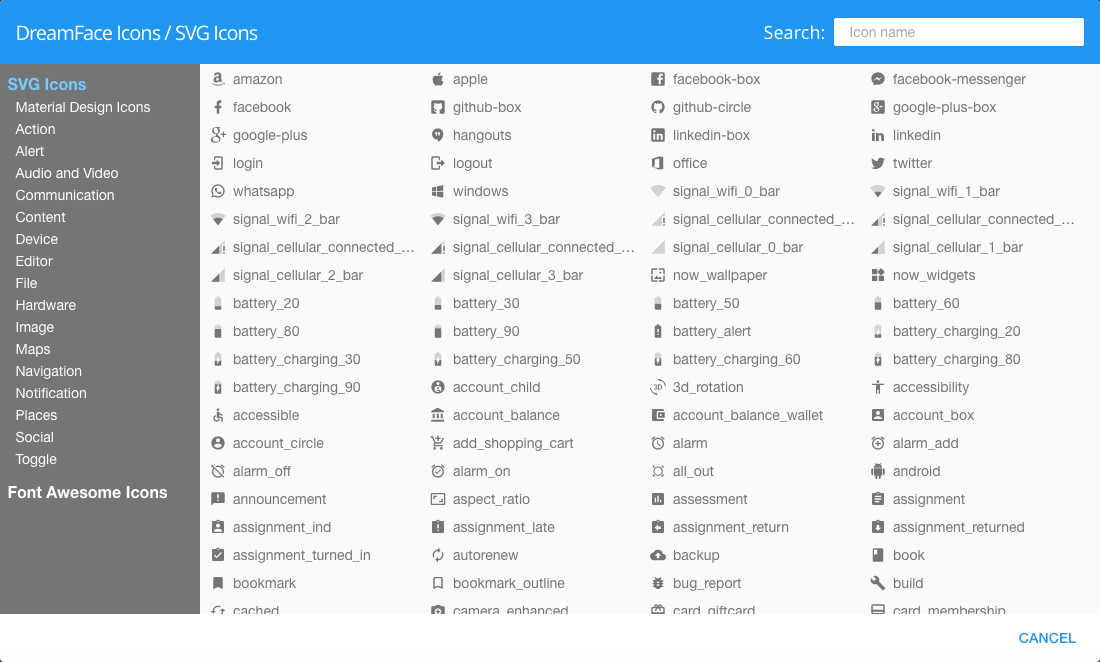 DreamFace Icons / SVG Icons
Search:
Icon name
SVG Icons
Material Design Icons
Action
Alert
Audio and Video
Communication
Content
Device
Editor
File
Hardware
Image
Maps
Navigation
Notification
Places
Social
Toggle
Font Awesome Icons
amazon apple facebook-box facebook-messenger
facebook github-box github-circle google-plus-box
google-plus hangouts linkedin-box linkedin
login logout office twitter
whatsapp windows signal_wifi_0_bar signal_wifi_1_bar
signal_wifi_2_bar signal_wifi_3_bar signal_cellular_connected_... signal_cellular_connected_...
signal_cellular_connected_... signal_cellular_connected_... signal_cellular_0_bar signal_cellular_1_bar
signal_cellular_2_bar signal_cellular_3_bar now_wallpaper now_widgets
battery_20 battery_30 battery_50 battery_60
battery_80 battery_90 battery_alert battery_charging_20
battery_charging_30 battery_charging_50 battery_charging_60 battery_charging_80
battery_charging_90 account_child 3d_rotation accessibility
accessible account_balance account_balance_wallet account_box
account_circle add_shopping_cart alarm alarm_add
alarm_off alarm_on all_out android
announcement aspect_ratio assessment assignment
assignment_ind assignment_late assignment_return assignment_returned
assignment_turned_in autorenew backup book
bookmark bookmark_outline bug_report build
cached camera_enhanced card_giftcard card_membership
CANCEL